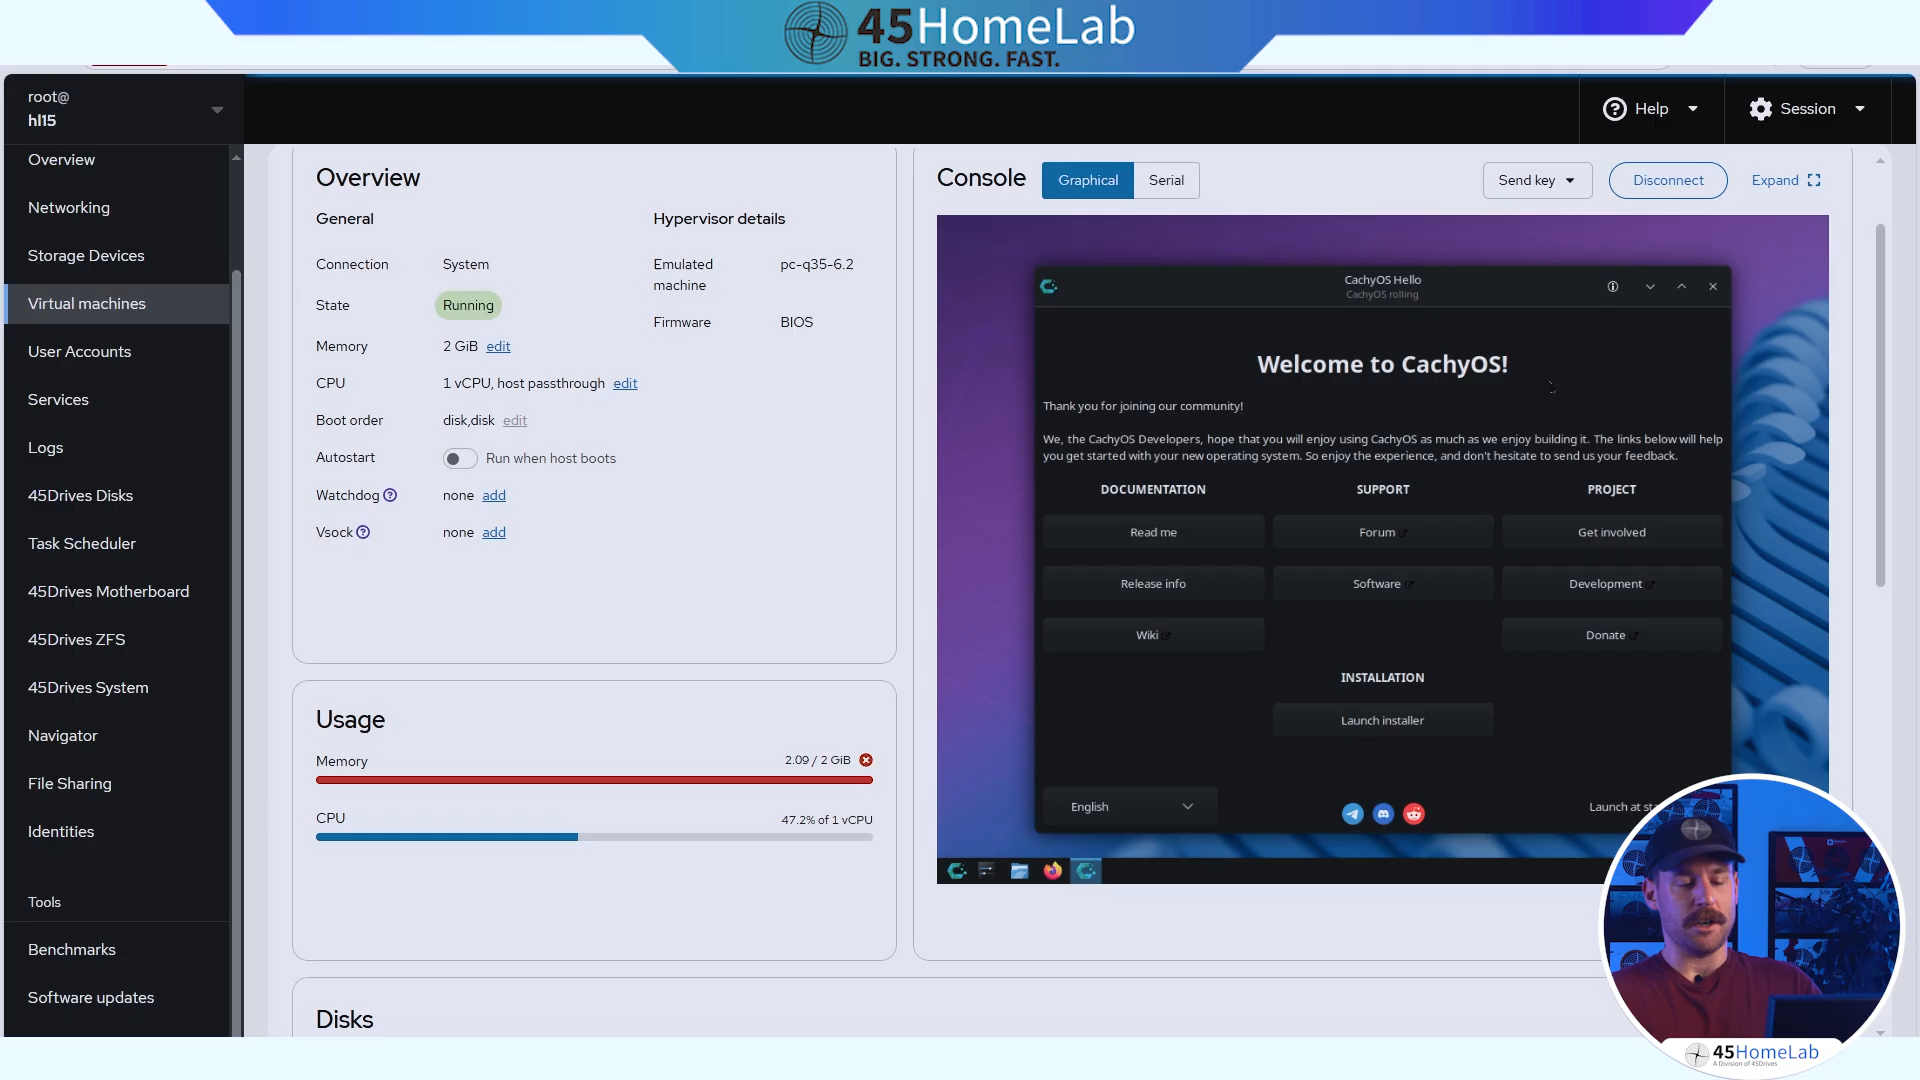 45HomeLab
BIG. STRONG. FAST.
root@
hl15
Help
Session
Overview
Networking
Storage Devices
Virtual machines
User Accounts
Services
Logs
45Drives Disks
Task Scheduler
45Drives Motherboard
45Drives ZFS
45Drives System
Navigator
File Sharing
Identities
Tools
Benchmarks
Software updates
Overview
General
Connection System
State Running
Memory 2 GiB edit
CPU 1 vCPU, host passthrough edit
Boot order disk,disk edit
Autostart Run when host boots
Watchdog none add
Vsock none add
Hypervisor details
Emulated machine pc-q35-6.2
Firmware BIOS
Usage
Memory 2.09 / 2 GiB
CPU 47.2% of 1 vCPU
Disks
Console Graphical Serial Send key Disconnect Expand
CachyOS Hello
CachyOS rolling
Welcome to CachyOS!
Thank you for joining our community!
We, the CachyOS Developers, hope that you will enjoy using CachyOS as much as we enjoy building it. The links below will help
you get started with your new operating system. So enjoy the experience, and don't hesitate to send us your feedback.
DOCUMENTATION SUPPORT PROJECT
Read me Forum Get involved
Release info Software Development
Wiki Donate
INSTALLATION
Launch installer
English Launch at
45HomeLab
A Division of 45Drives